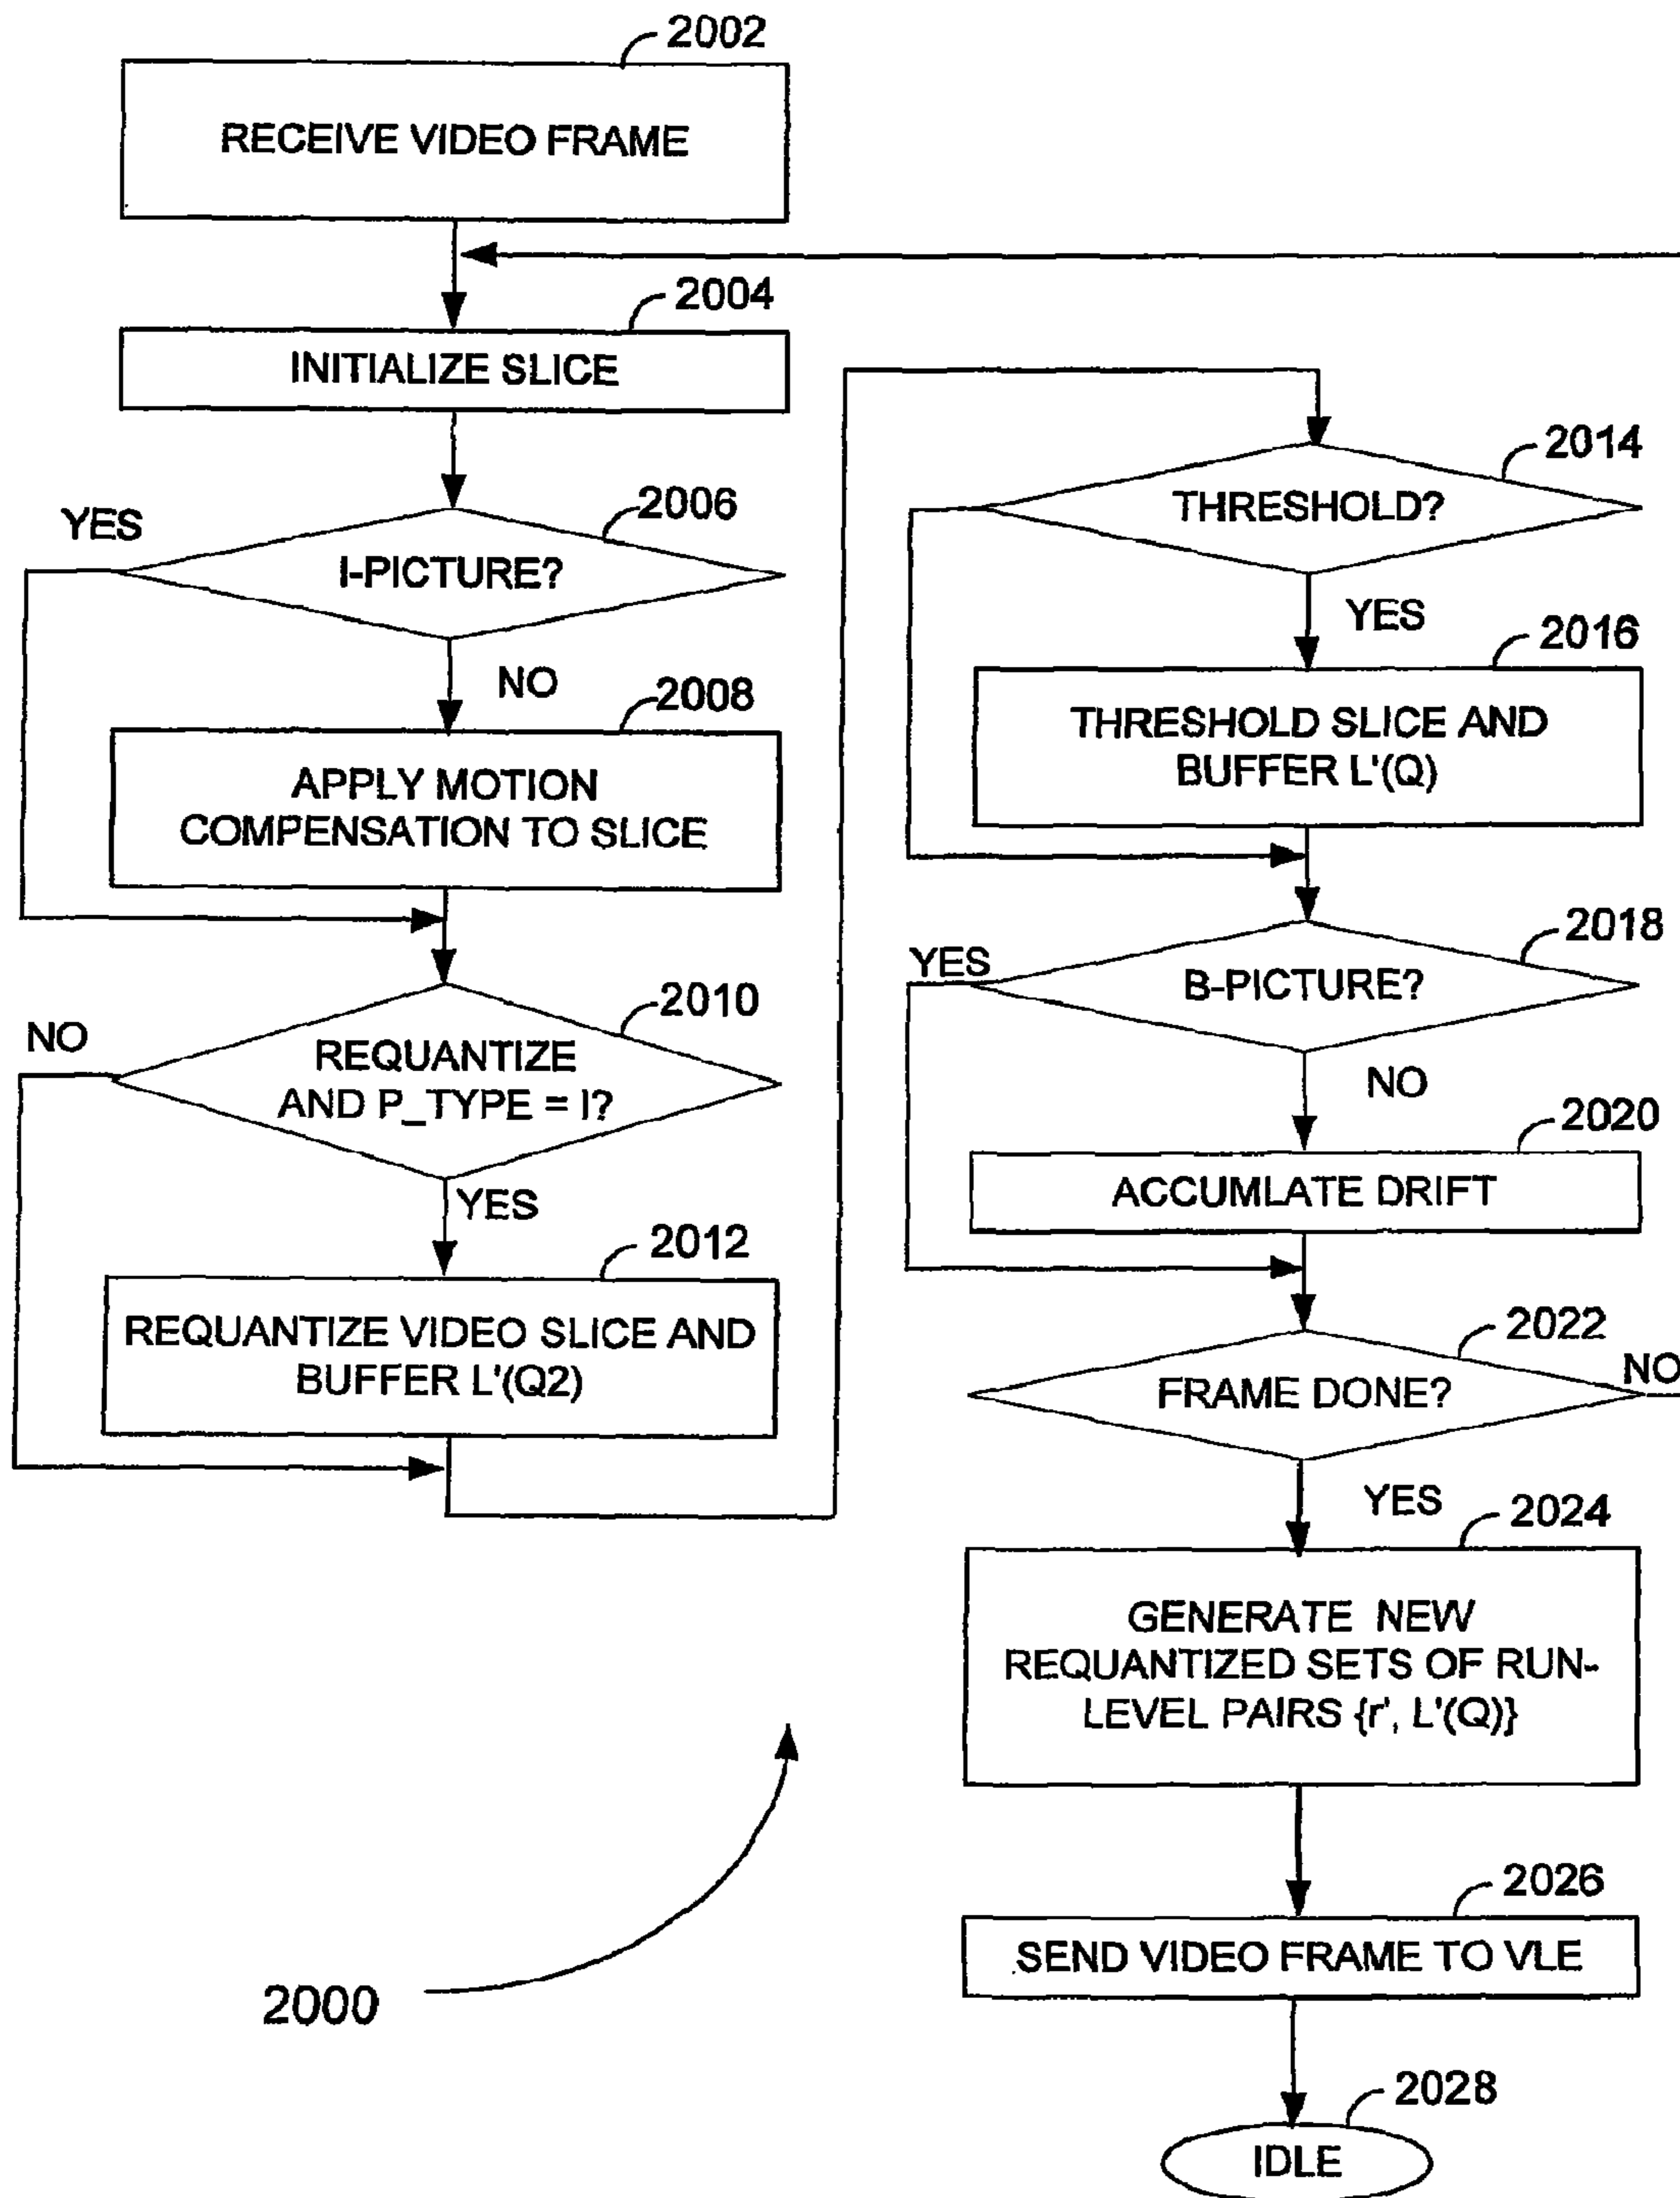 2002
RECEIVE VIDEO FRAME
2004
INITIALIZE SLICE
2006
YES
I-PICTURE?
NO
2008
APPLY MOTION
COMPENSATION TO SLICE
2010
NO
REQUANTIZE
AND P_TYPE = I?
YES
2012
REQUANTIZE VIDEO SLICE AND
BUFFER L'(Q2)
2014
THRESHOLD?
YES
2016
THRESHOLD SLICE AND
BUFFER L'(Q)
2018
YES
B-PICTURE?
NO
2020
ACCUMLATE DRIFT
2022
NO
FRAME DONE?
YES
2024
GENERATE NEW
REQUANTIZED SETS OF RUN-
LEVEL PAIRS {r', L'(Q)}
2026
SEND VIDEO FRAME TO VLE
2028
IDLE
2000